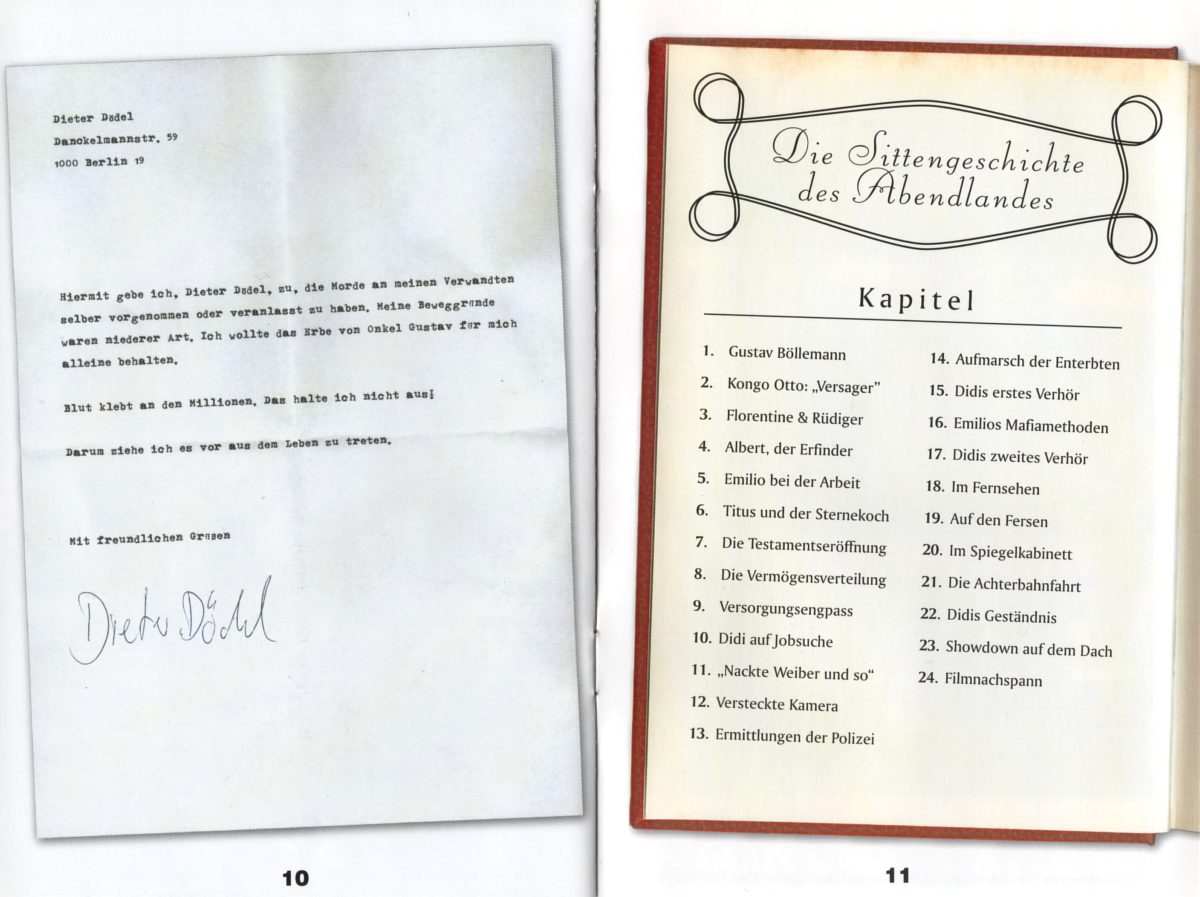 Dieter Dödel
Danckelmannstr. 59
1000 Berlin 19
Hiermit gebe ich, Dieter Dödel, zu, die Morde an meinen Verwandten
selber vorgenommen oder veranlasst zu haben. Meine Beweggründe
waren niederer Art. Ich wollte das Erbe von Onkel Gustav für mich
alleine behalten.
Blut klebt an den Millionen. Das halte ich nicht aus!
Darum ziehe ich es vor aus dem Leben zu treten.
Mit freundlichen Grüsen
Dieter Dödel
10
Die Sittengeschichte
des Abendlandes
Kapitel
1. Gustav Böllemann
2. Kongo Otto: „Versager”
3. Florentine & Rüdiger
4. Albert, der Erfinder
5. Emilio bei der Arbeit
6. Titus und der Sternekoch
7. Die Testamentseröffnung
8. Die Vermögensverteilung
9. Versorgungsengpass
10. Didi auf Jobsuche
11. „Nackte Weiber und so“
12. Versteckte Kamera
13. Ermittlungen der Polizei
14. Aufmarsch der Enterbten
15. Didis erstes Verhör
16. Emilios Mafiamethoden
17. Didis zweites Verhör
18. Im Fernsehen
19. Auf den Fersen
20. Im Spiegelkabinett
21. Die Achterbahnfahrt
22. Didis Geständnis
23. Showdown auf dem Dach
24. Filmnachspann
11